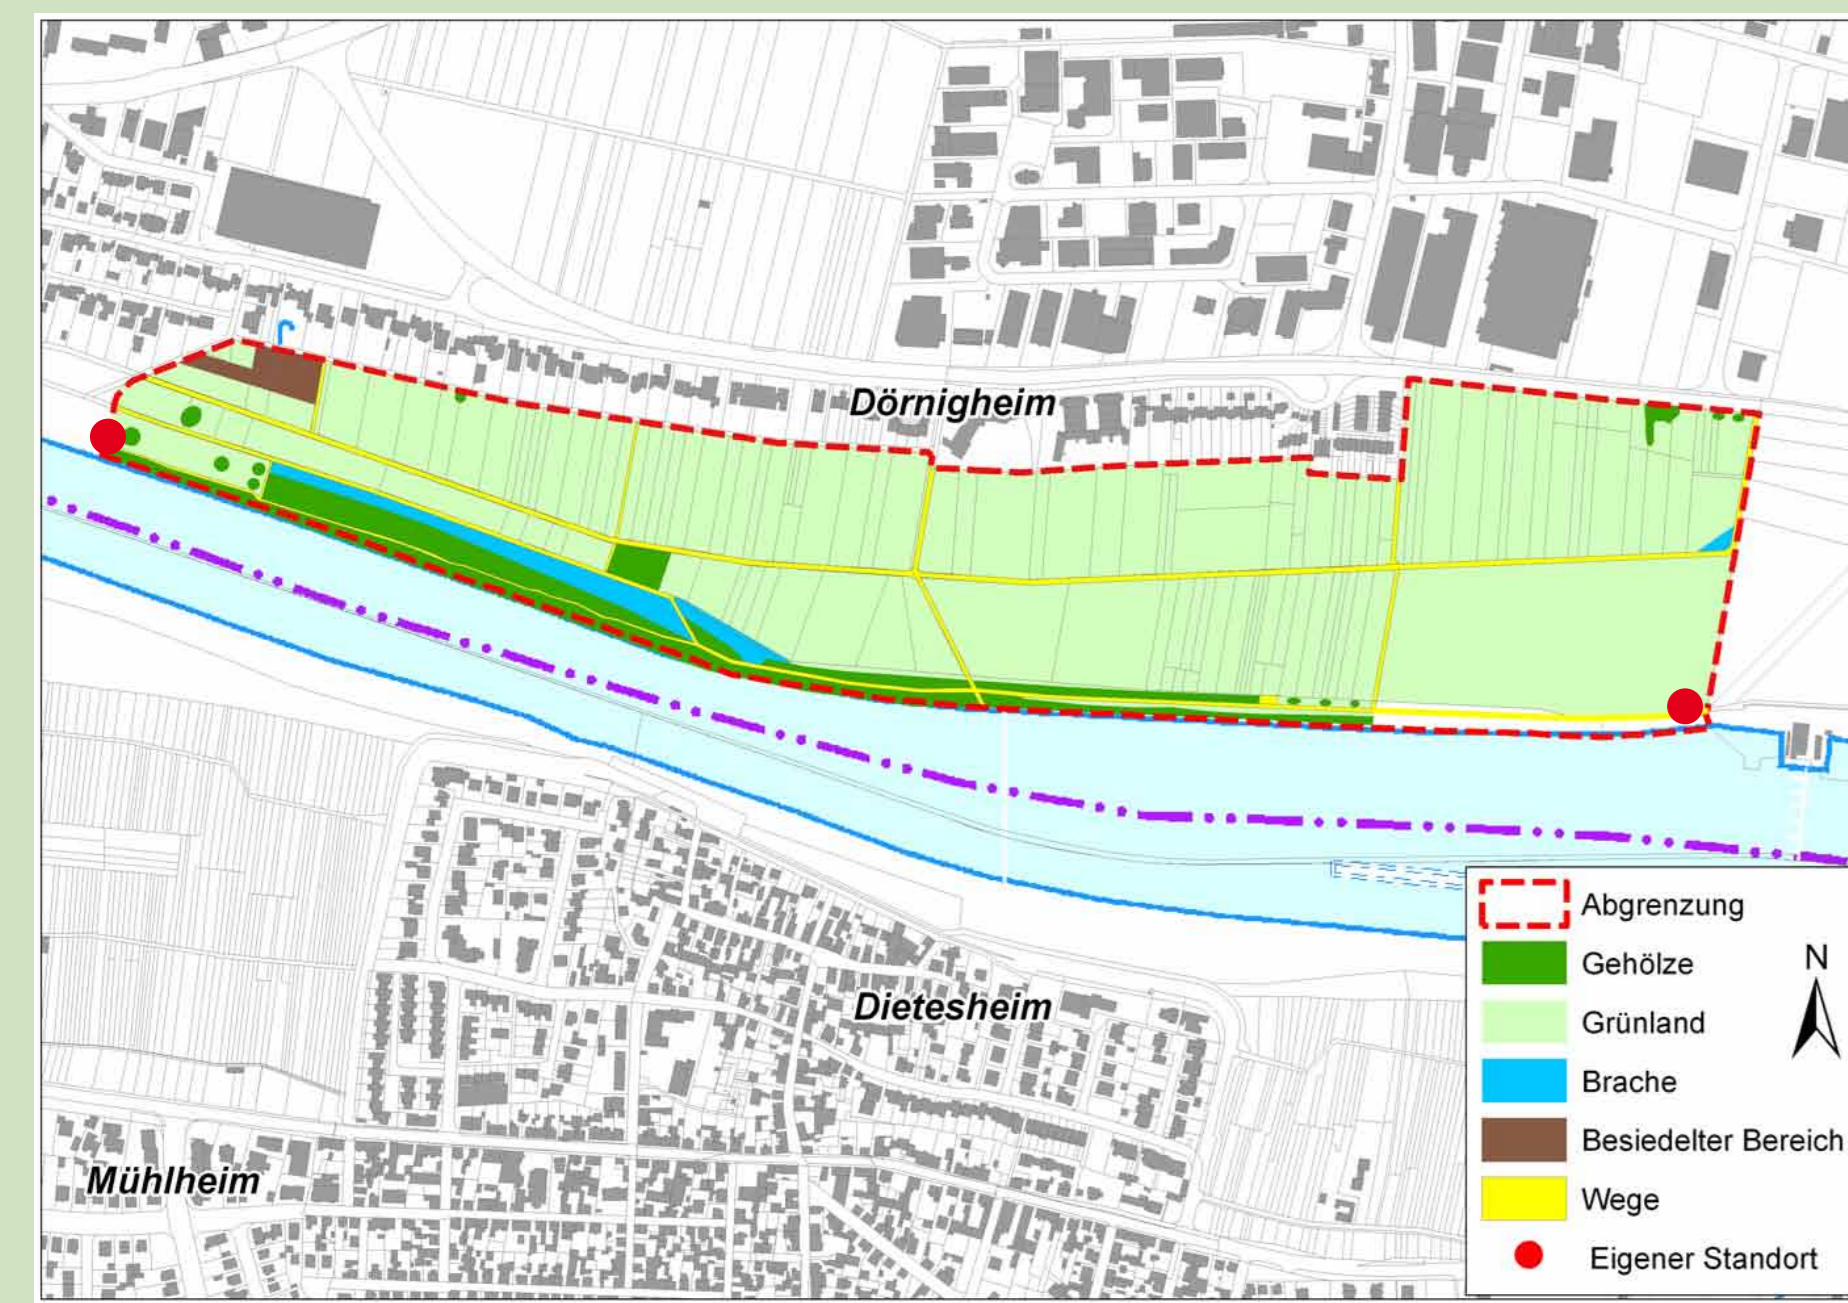 Dörnigheim
Dietesheim
Mühlheim
Abgrenzung
Gehölze
N
Grünland
Brache
Besiedelter Bereich
Wege
Eigener Standort